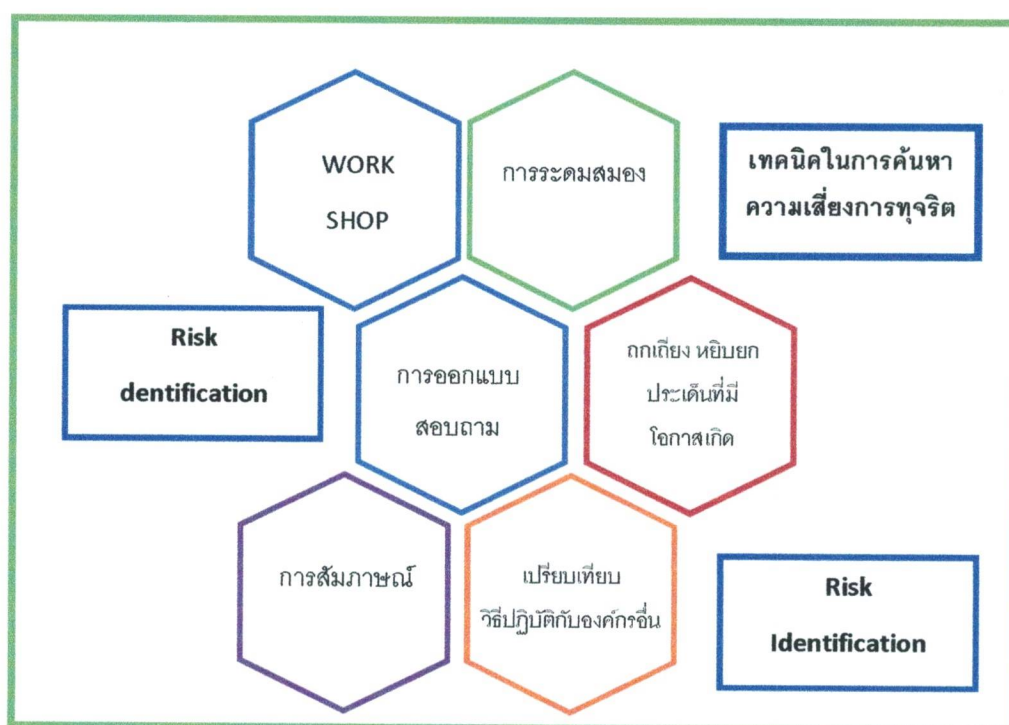 WORK
SHOP
การระดมสมอง
เทคนิคในการค้นหา
ความเสี่ยงการทุจริต
Risk
dentification
การออกแบบ
สอบถาม
ถกเถียง หยิบยก
ประเด็นที่มี
โอกาสเกิด
การสัมภาษณ์
เปรียบเทียบ
วิธีปฏิบัติกับองค์กรอื่น
Risk
Identification